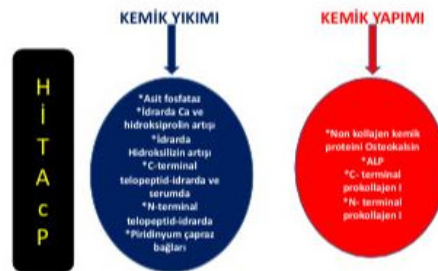 KEMİK YIKIMI
KEMİK YAPIMI
H
İ
T
A
c
P
*Asit fosfataz
*İdrarda Ca ve
hidroksiprolin artışı
*İdrarda
Hidroksilizin artışı
*C-terminal
telopeptid-idrarda ve
serumda
*N-terminal
telopeptid-idrarda
*Piridinyum çapraz
bağları
*Non kollajen kemik
proteini Osteokalsin
*ALP
*C- terminal
prokollajen I
*N- terminal
prokollajen I